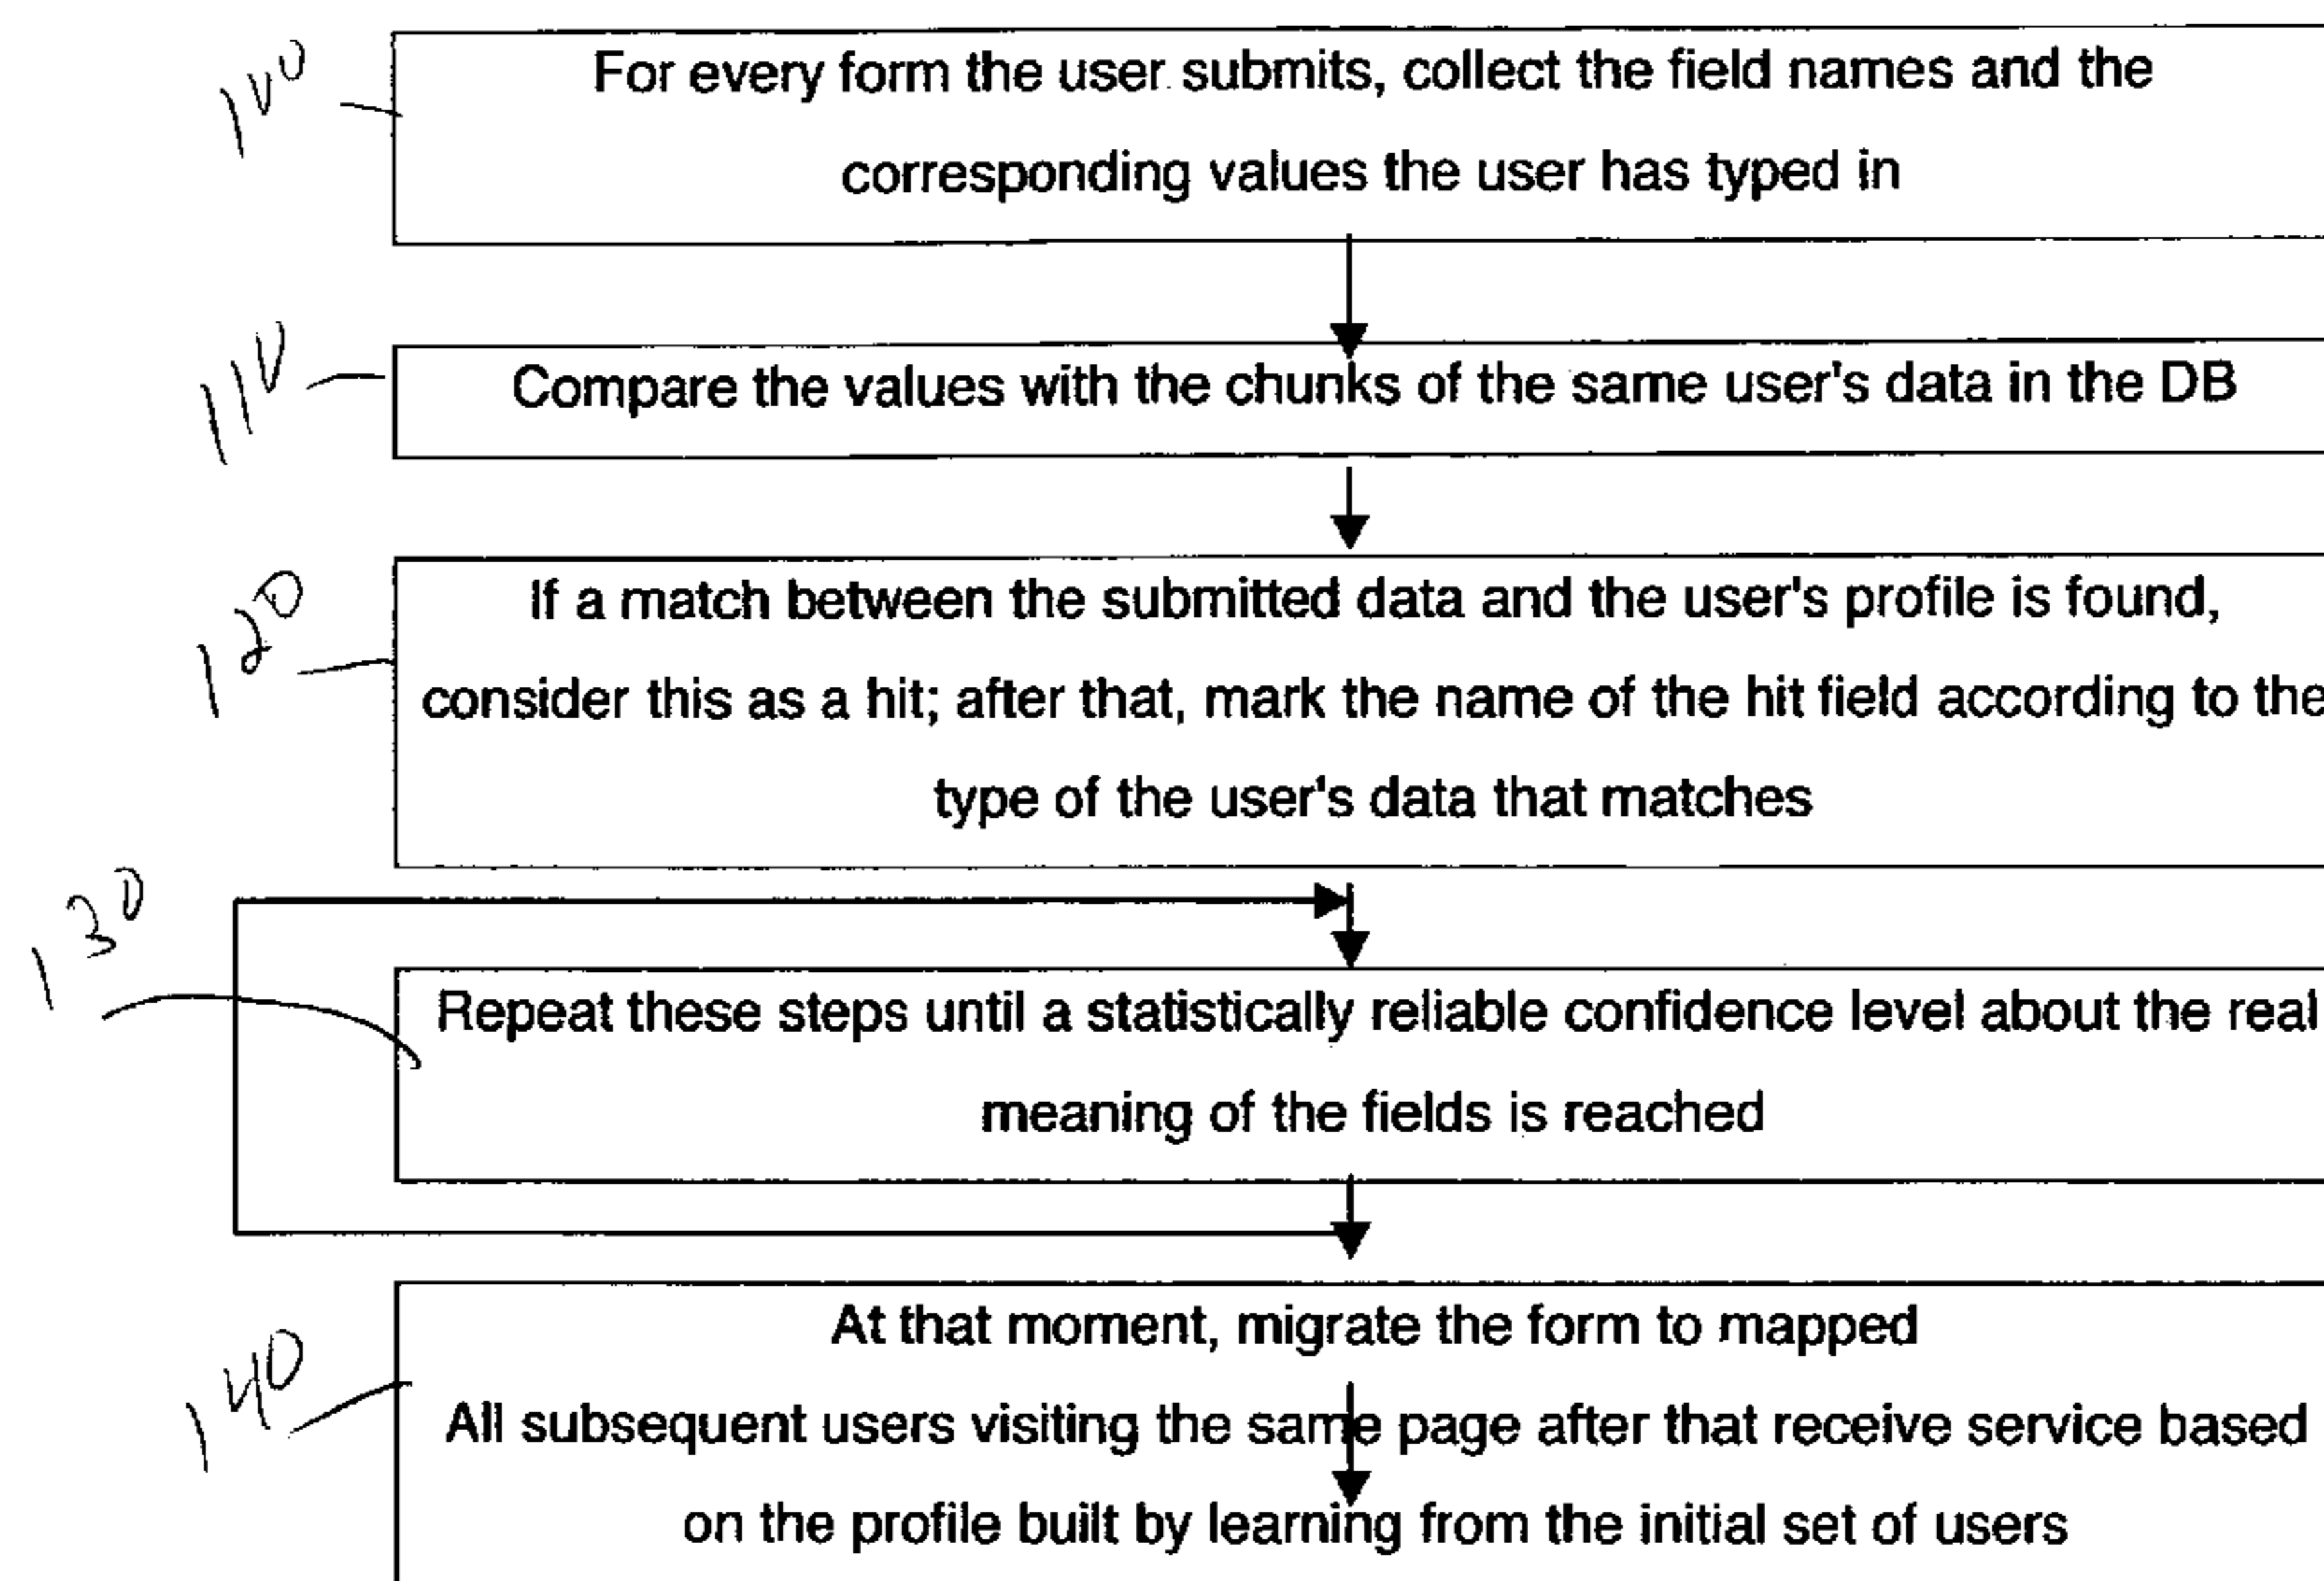 100
For every form the user submits, collect the field names and the
corresponding values the user has typed in
110
Compare the values with the chunks of the same user's data in the DB
120
If a match between the submitted data and the user's profile is found,
consider this as a hit; after that, mark the name of the hit field according to the
type of the user's data that matches
130
Repeat these steps until a statistically reliable confidence level about the real
meaning of the fields is reached
140
At that moment, migrate the form to mapped
All subsequent users visiting the same page after that receive service based
on the profile built by learning from the initial set of users